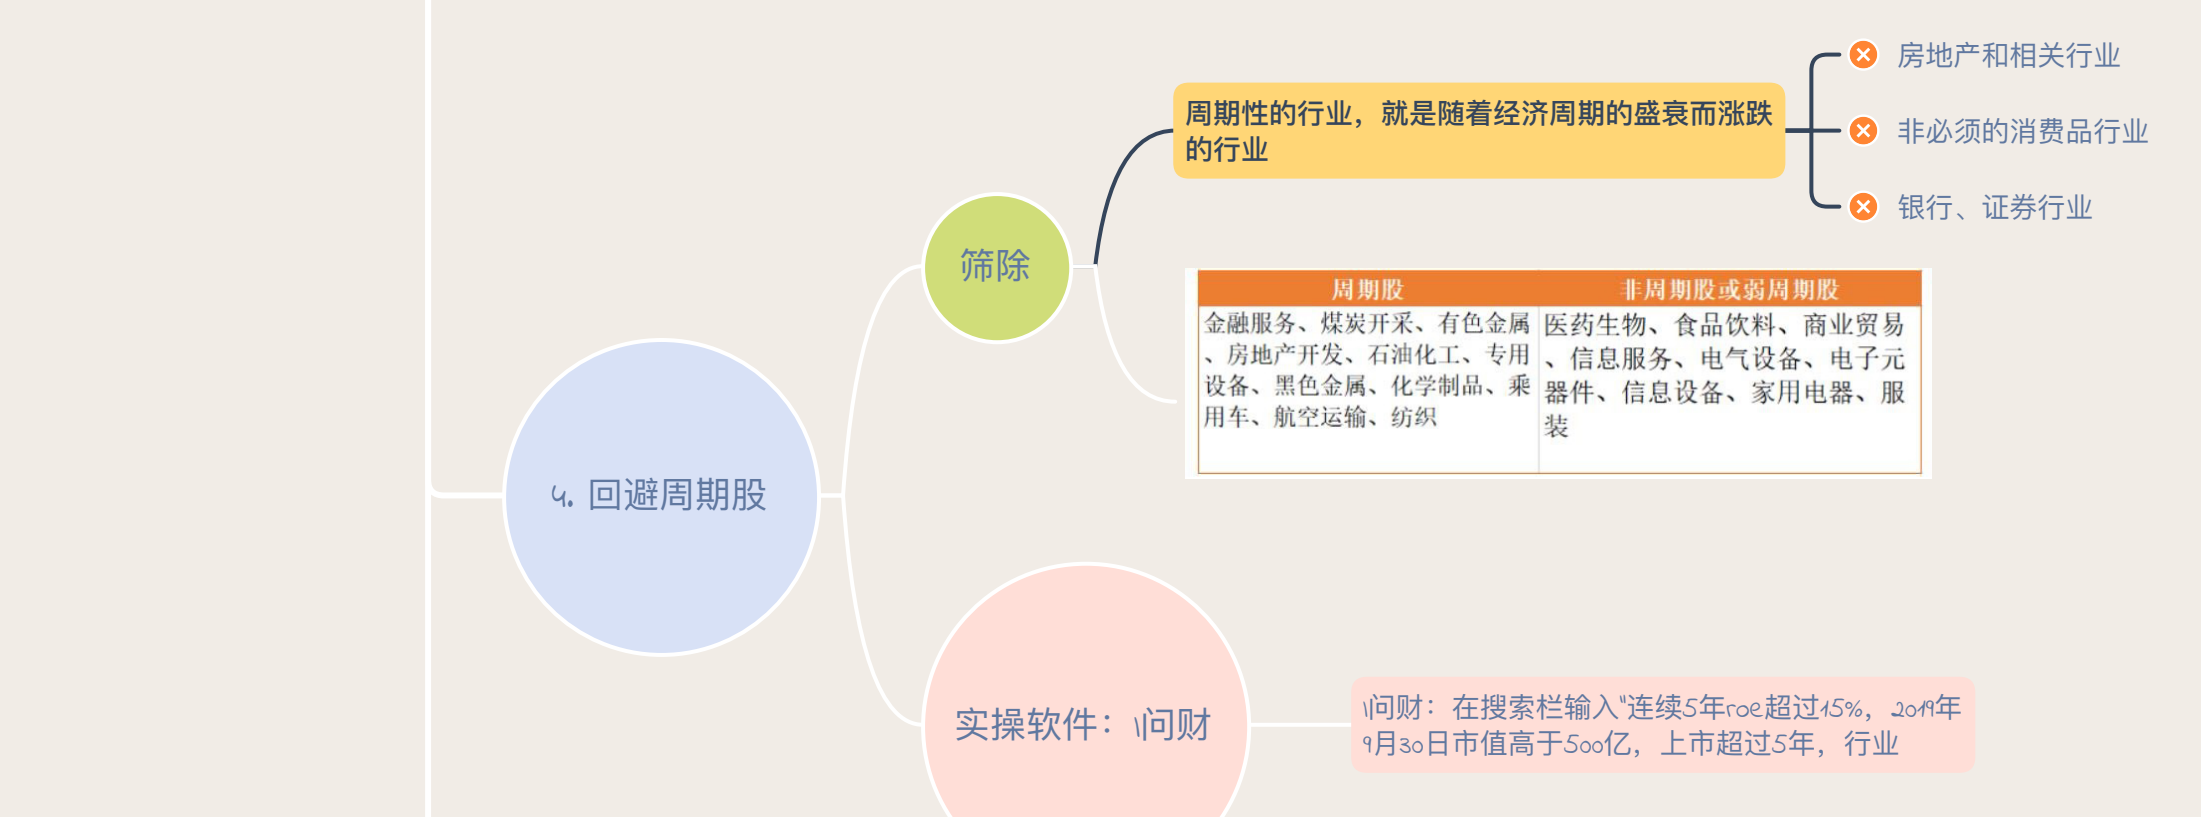 4. 回避周期股
筛除
周期性的行业，就是随着经济周期的盛衰而涨跌
的行业
房地产和相关行业
非必须的消费品行业
银行、证券行业
周期股
金融服务、煤炭开采、有色金属
、房地产开发、石油化工、专用
设备、黑色金属、化学制品、乘
用车、航空运输、纺织
非周期股或弱周期股
医药生物、食品饮料、商业贸易
、信息服务、电气设备、电子元
器件、信息设备、家用电器、服
装
实操软件：i问财
i问财：在搜索栏输入“连续5年roe超过15%，2019年
9月30日市值高于500亿，上市超过5年，行业